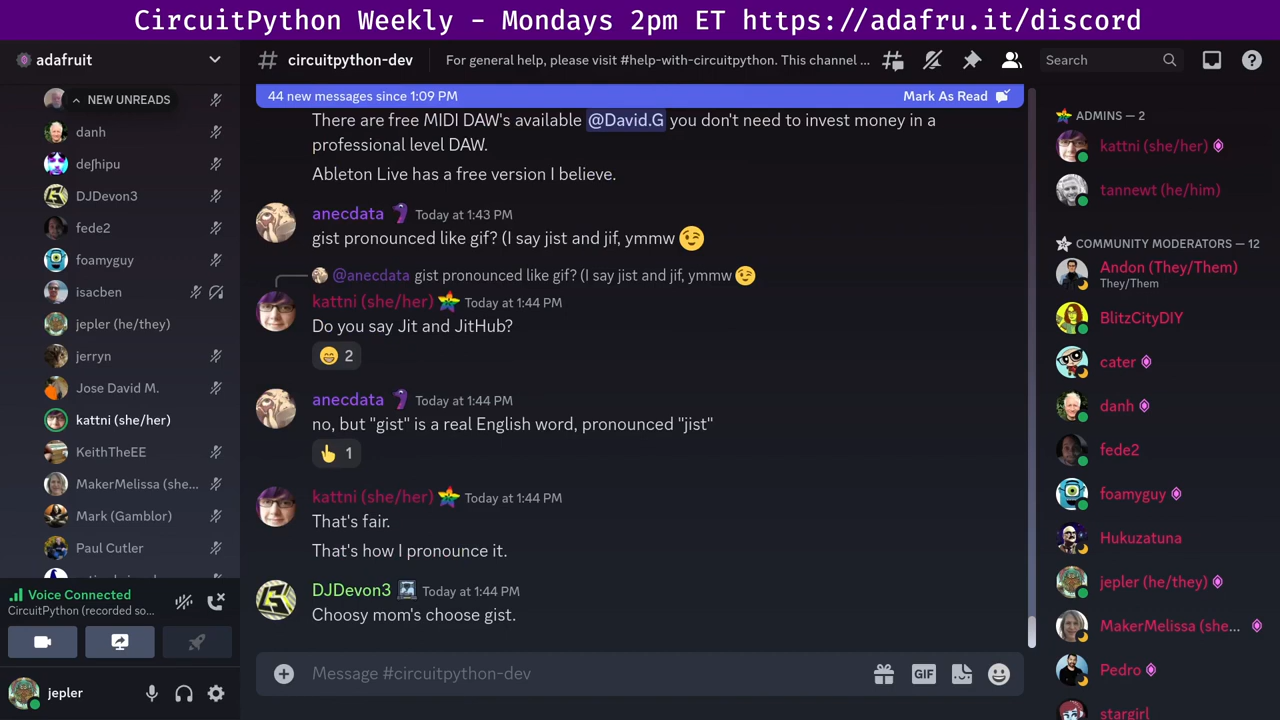 CircuitPython Weekly - Mondays 2pm ET https://adafru.it/discord
adafruit
NEW UNREADS
danh
deʃhipu
DJDevon3
fede2
foamyguy
isacben
jepler (he/they)
jerryn
Jose David M.
kattni (she/her)
KeithTheEE
MakerMelissa (she...
Mark (Gamblor)
Paul Cutler
Voice Connected
CircuitPython (recorded so...
jepler
# circuitpython-dev
For general help, please visit #help-with-circuitpython. This channel ...
Search
44 new messages since 1:09 PM
Mark As Read
There are free MIDI DAW's available @David.G you don't need to invest money in a
professional level DAW.
Ableton Live has a free version I believe.
anecdata Today at 1:43 PM
gist pronounced like gif? (I say jist and jif, ymmw 😉
@anecdata gist pronounced like gif? (I say jist and jif, ymmw 😉
kattni (she/her) Today at 1:44 PM
Do you say Jit and JitHub?
😁 2
anecdata Today at 1:44 PM
no, but "gist" is a real English word, pronounced "jist"
👆 1
kattni (she/her) Today at 1:44 PM
That's fair.
That's how I pronounce it.
DJDevon3 Today at 1:44 PM
Choosy mom's choose gist.
Message #circuitpython-dev
GIF
ADMINS — 2
kattni (she/her)
tannewt (he/him)
COMMUNITY MODERATORS — 12
Andon (They/Them)
They/Them
BlitzCityDIY
cater
danh
fede2
foamyguy
Hukuzatuna
jepler (he/they)
MakerMelissa (she...
Pedro
stargirl